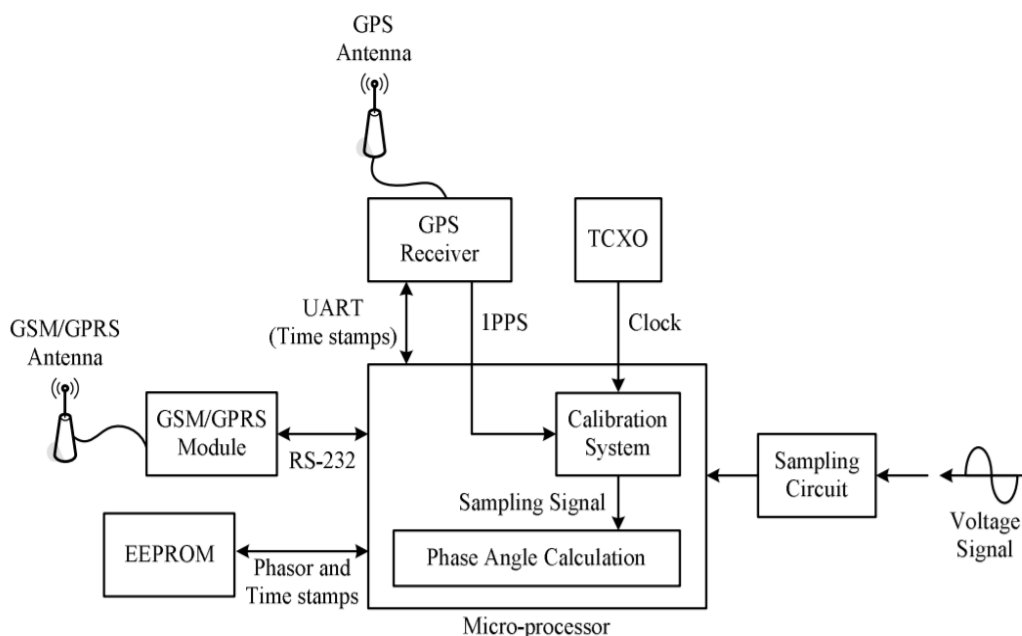 GPS
Antenna
GPS
Receiver
TCXO
UART
(Time stamps)
1PPS
Clock
GSM/GPRS
Antenna
GSM/GPRS
Module
RS-232
Calibration
System
Sampling
Circuit
Voltage
Signal
Sampling Signal
EEPROM
Phasor and
Time stamps
Phase Angle Calculation
Micro-processor